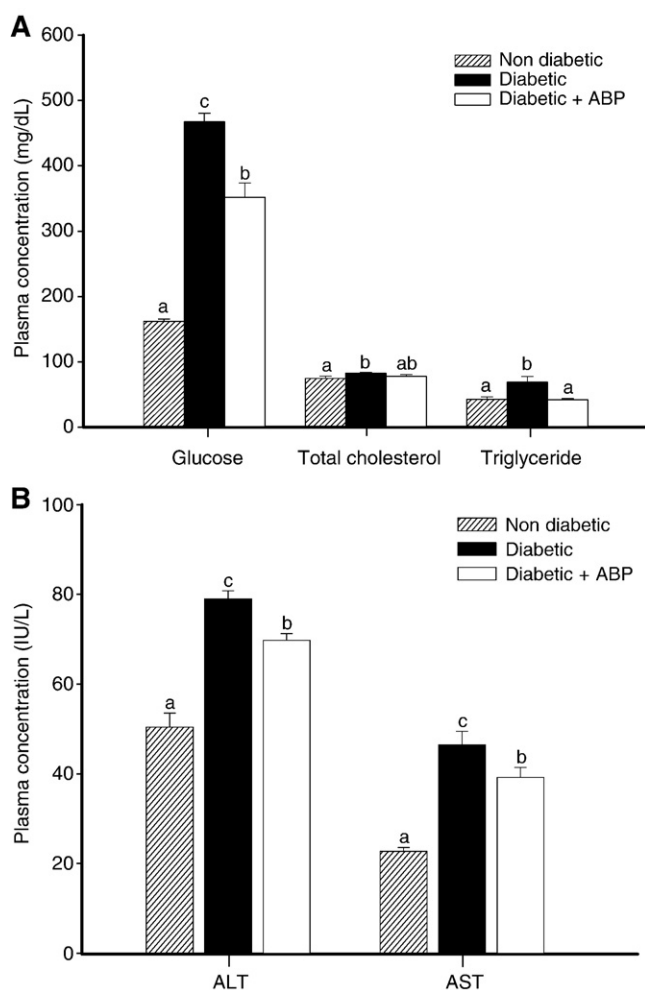 A
Plasma concentration (mg/dL)
600
500
400
300
200
100
0
Non diabetic
Diabetic
Diabetic + ABP
a
c
b
a
b
ab
a
b
a
Glucose
Total cholesterol
Triglyceride
B
Plasma concentration (IU/L)
100
80
60
40
20
0
Non diabetic
Diabetic
Diabetic + ABP
a
c
b
a
c
b
ALT
AST